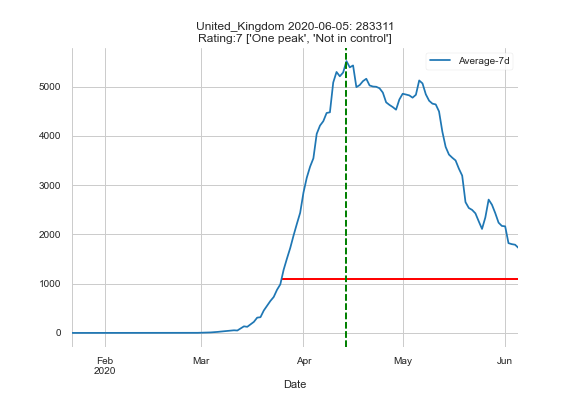 United_Kingdom 2020-06-05: 283311
Rating:7 ['One peak', 'Not in control']
Average-7d
5000
4000
3000
2000
1000
0
Feb
2020
Mar
Apr
May
Jun
Date